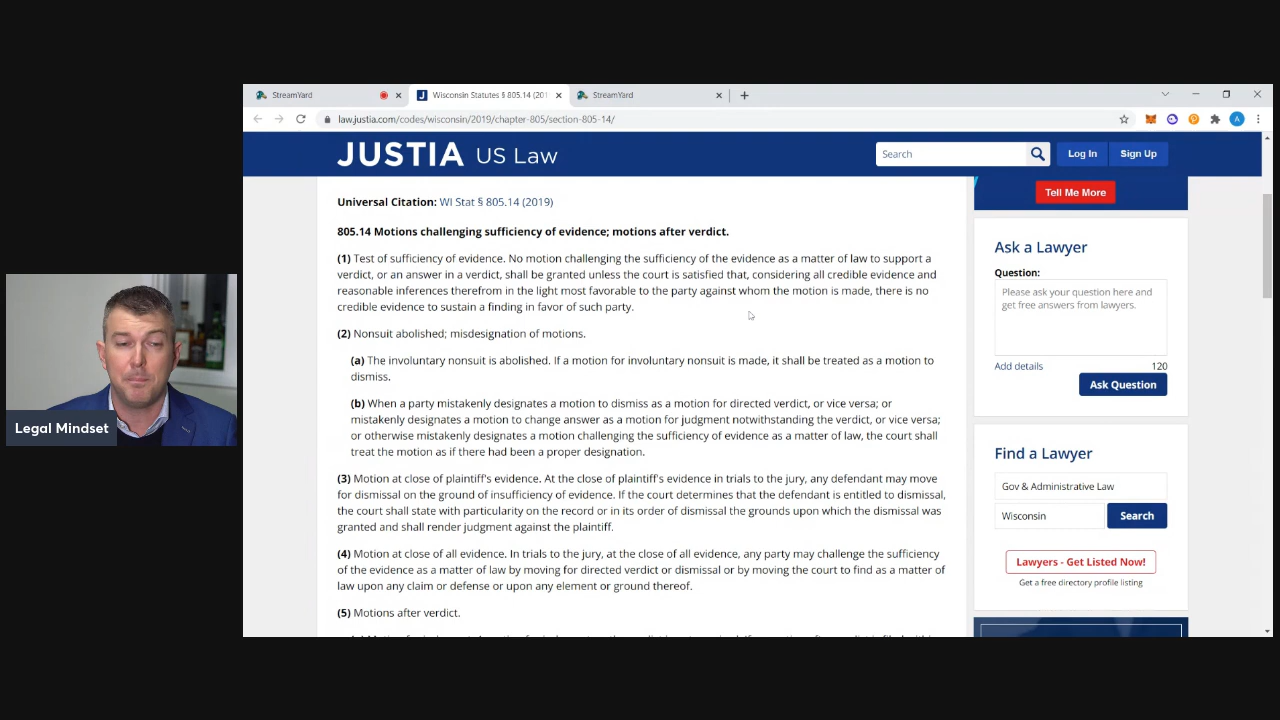 StreamYard
Wisconsin Statutes § 805.14 (201
StreamYard
law.justia.com/codes/wisconsin/2019/chapter-805/section-805-14/
A
JUSTIA US Law
Search
Log In
Sign Up
Universal Citation: WI Stat § 805.14 (2019)
805.14 Motions challenging sufficiency of evidence; motions after verdict.
(1) Test of sufficiency of evidence. No motion challenging the sufficiency of the evidence as a matter of law to support a
verdict, or an answer in a verdict, shall be granted unless the court is satisfied that, considering all credible evidence and
reasonable inferences therefrom in the light most favorable to the party against whom the motion is made, there is no
credible evidence to sustain a finding in favor of such party.
(2) Nonsuit abolished; misdesignation of motions.
(a) The involuntary nonsuit is abolished. If a motion for involuntary nonsuit is made, it shall be treated as a motion to
dismiss.
(b) When a party mistakenly designates a motion to dismiss as a motion for directed verdict, or vice versa; or
mistakenly designates a motion to change answer as a motion for judgment notwithstanding the verdict, or vice versa;
or otherwise mistakenly designates a motion challenging the sufficiency of evidence as a matter of law, the court shall
treat the motion as if there had been a proper designation.
(3) Motion at close of plaintiff's evidence. At the close of plaintiff's evidence in trials to the jury, any defendant may move
for dismissal on the ground of insufficiency of evidence. If the court determines that the defendant is entitled to dismissal,
the court shall state with particularity on the record or in its order of dismissal the grounds upon which the dismissal was
granted and shall render judgment against the plaintiff.
(4) Motion at close of all evidence. In trials to the jury, at the close of all evidence, any party may challenge the sufficiency
of the evidence as a matter of law by moving for directed verdict or dismissal or by moving the court to find as a matter of
law upon any claim or defense or upon any element or ground thereof.
(5) Motions after verdict.
Tell Me More
Ask a Lawyer
Question:
Please ask your question here and
get free answers from lawyers.
Add details
120
Ask Question
Find a Lawyer
Gov & Administrative Law
Wisconsin
Search
Lawyers - Get Listed Now!
Get a free directory profile listing
Legal Mindset